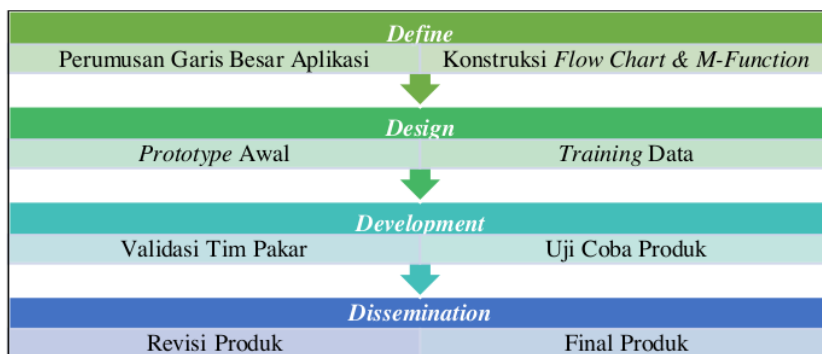 Define
Perumusan Garis Besar Aplikasi
Konstruksi Flow Chart & M-Function
Design
Prototype Awal
Training Data
Development
Validasi Tim Pakar
Uji Coba Produk
Dissemination
Revisi Produk
Final Produk